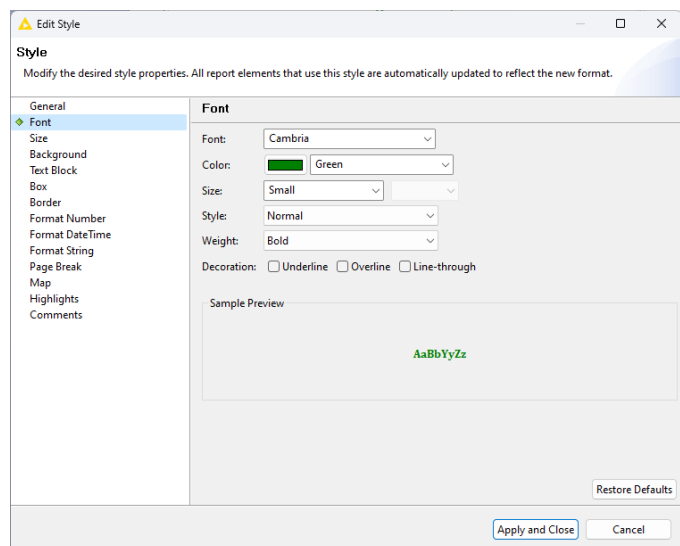 Edit Style
Style
Modify the desired style properties. All report elements that use this style are automatically updated to reflect the new format.
General
Font
Size
Background
Text Block
Box
Border
Format Number
Format DateTime
Format String
Page Break
Map
Highlights
Comments
Font
Font: Cambria
Color: Green
Size: Small
Style: Normal
Weight: Bold
Decoration: Underline Overline Line-through
Sample Preview
AaBbYyZz
Restore Defaults
Apply and Close Cancel